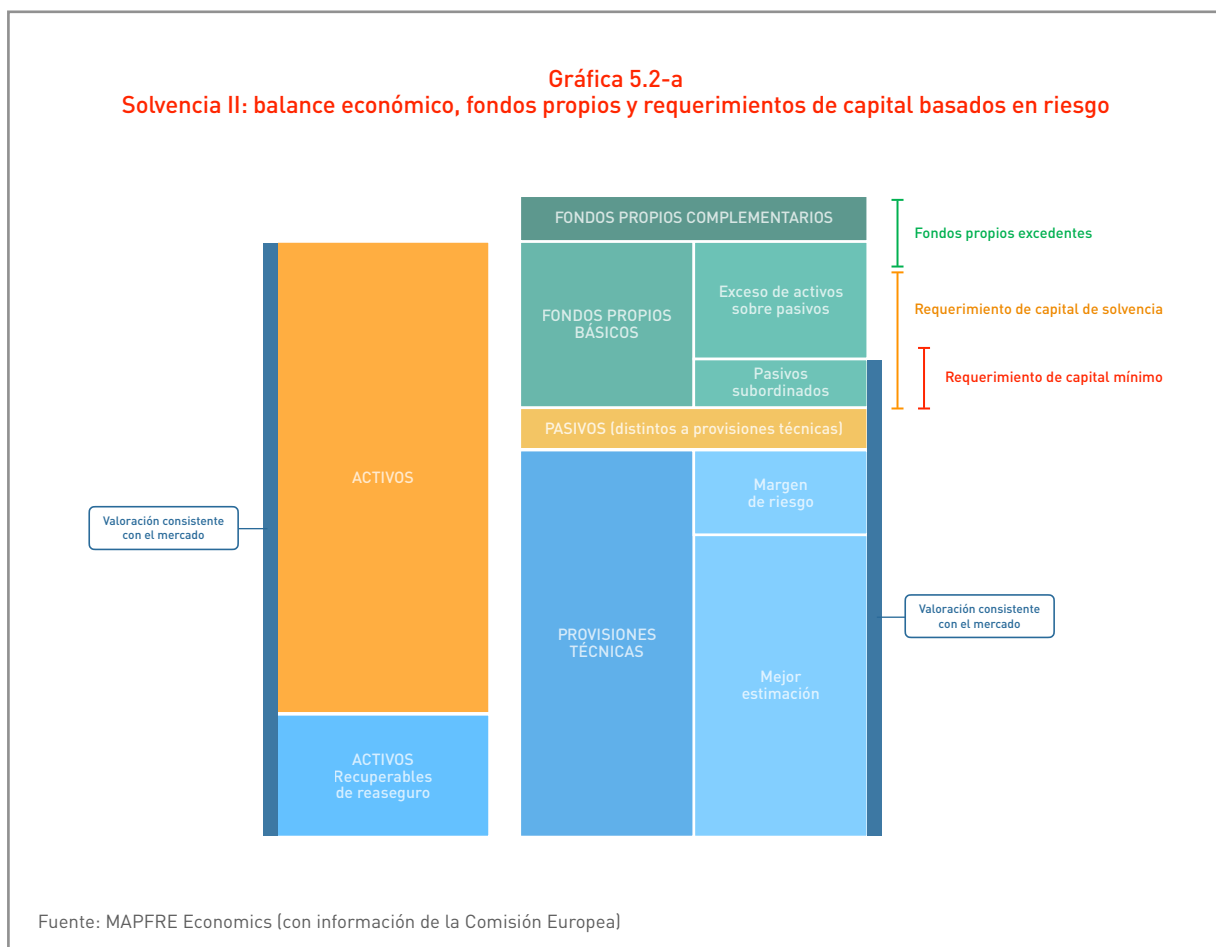 Gráfica 5.2-a
Solvencia II: balance económico, fondos propios y requerimientos de capital basados en riesgo
FONDOS PROPIOS COMPLEMENTARIOS
Fondos propios excedentes
FONDOS PROPIOS
BÁSICOS
Exceso de activos
sobre pasivos
Requerimiento de capital de solvencia
Pasivos
subordinados
Requerimiento de capital mínimo
PASIVOS (distintos a provisiones técnicas)
ACTIVOS
Margen
de riesgo
Valoración consistente
con el mercado
PROVISIONES
TÉCNICAS
Mejor
estimación
Valoración consistente
con el mercado
ACTIVOS
Recuperables
de reaseguro
Fuente: MAPFRE Economics (con información de la Comisión Europea)